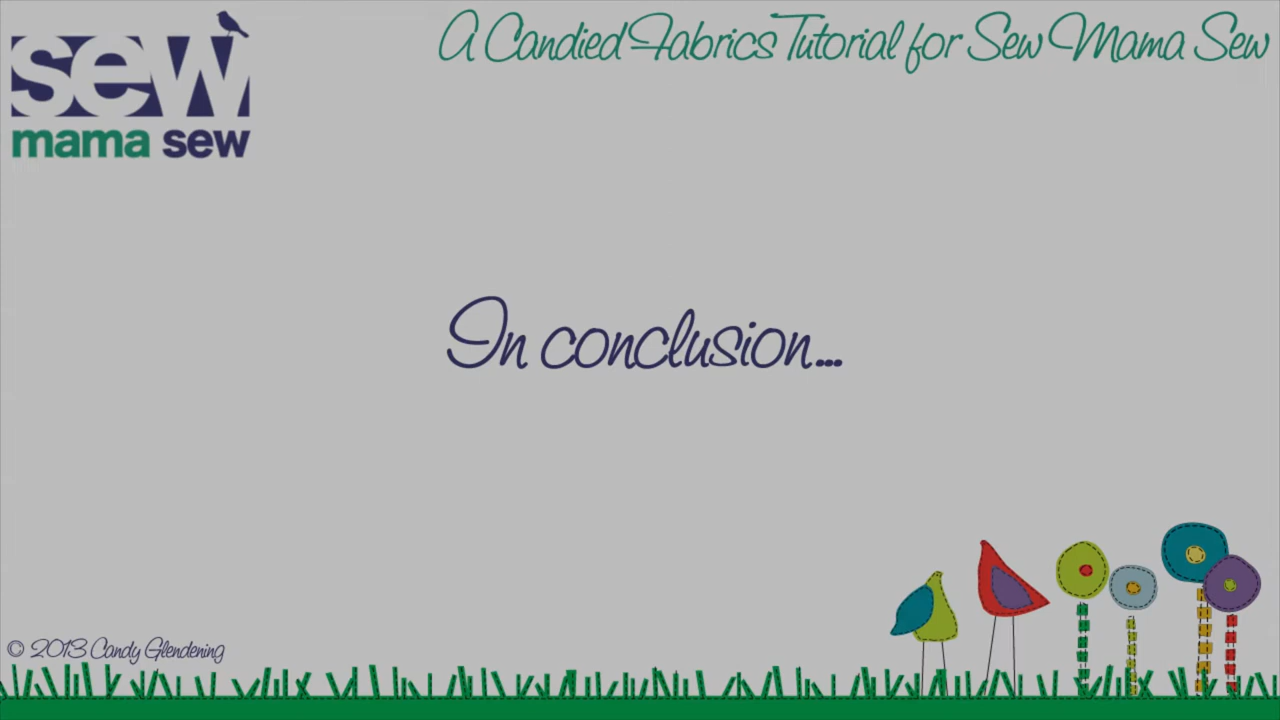 sew
mama sew
A Candied Fabrics Tutorial for Sew Mama Sew
In conclusion...
© 2013 Candy Glendening